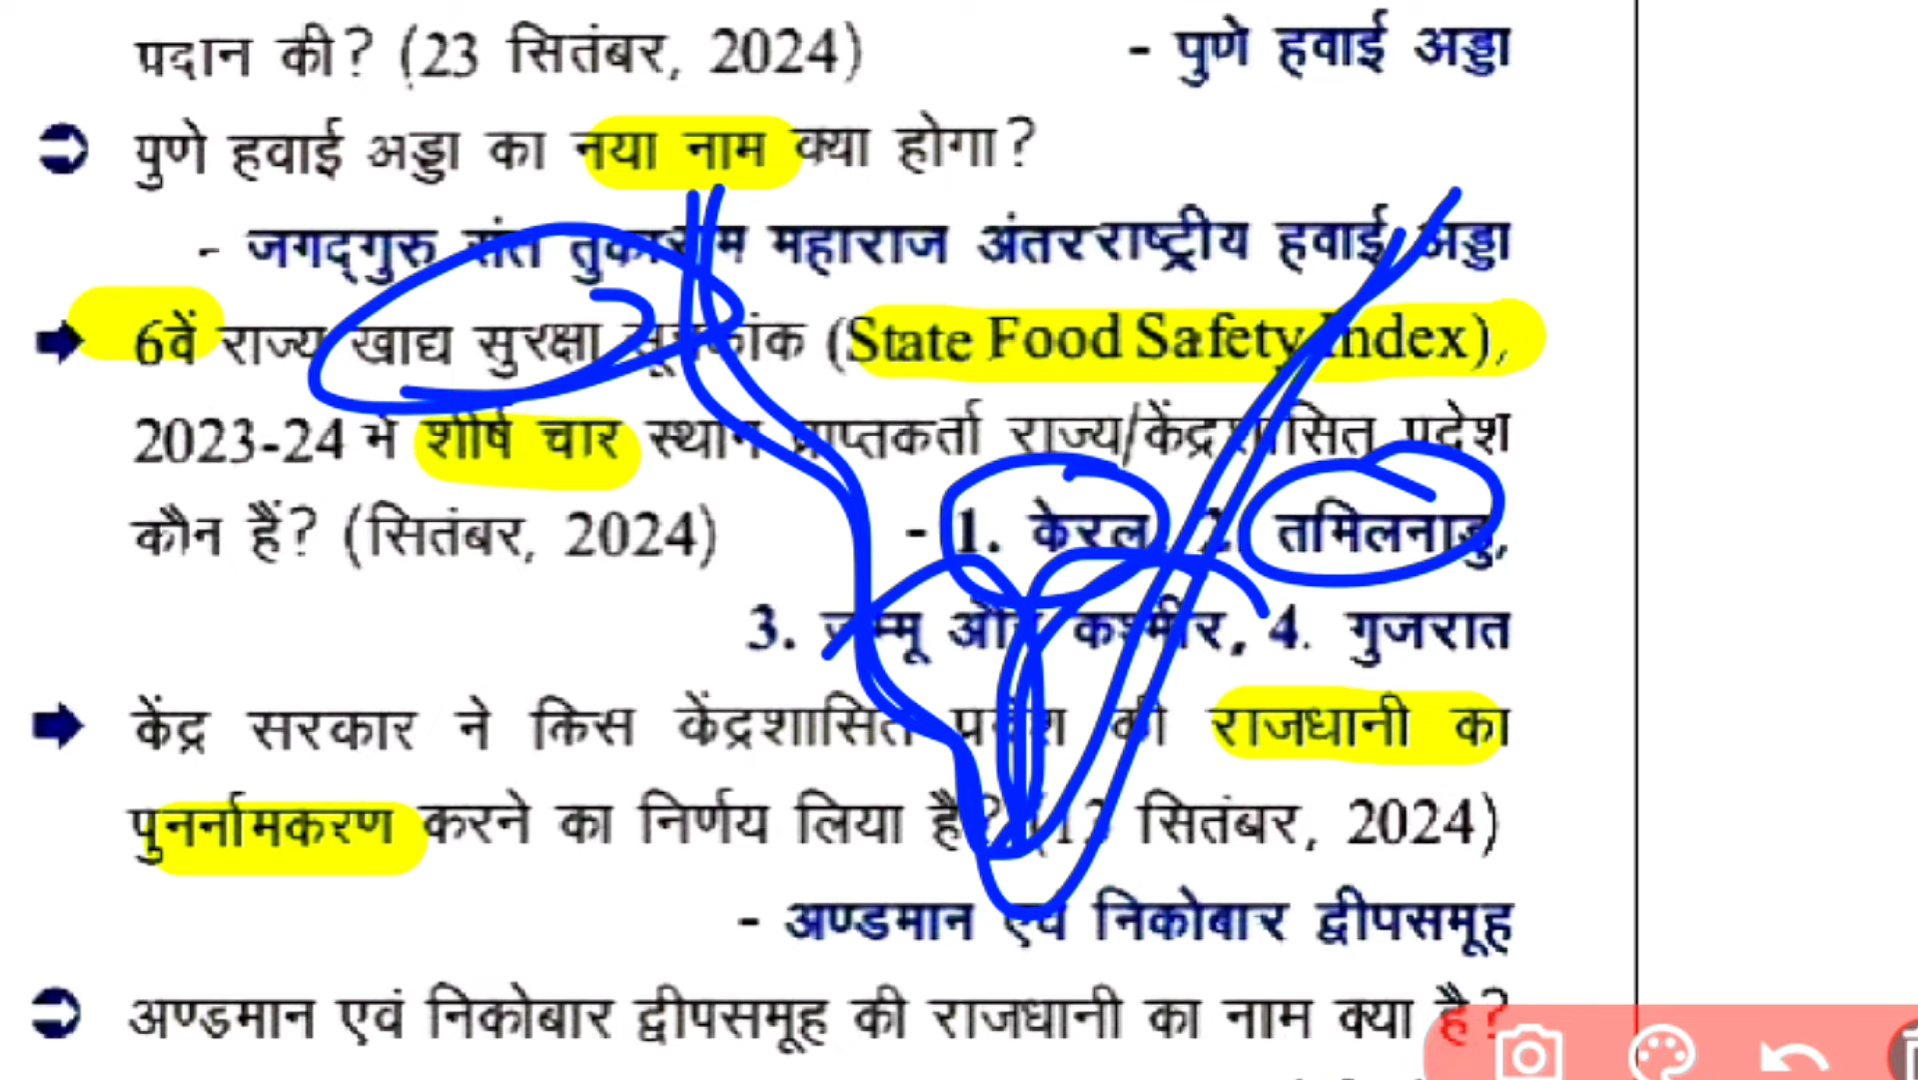 पदान की? (23 सितंबर, 2024) - पुणे हवाई अड्डा
पुणे हवाई अड्डा का नया नाम क्या होगा?
- जगद्गुरु संत तुकाराम महाराज अंतरराष्ट्रीय हवाई अड्डा
6वें राज्य खाद्य सुरक्षा सूचकांक (State Food Safety Index),
2023-24 में शीर्ष चार स्थान प्राप्तकर्ता राज्य/केंद्रशासित प्रदेश
कौन हैं? (सितंबर, 2024) - 1. केरल, 2. तमिलनाडु,
3. जम्मू और कश्मीर, 4. गुजरात
केंद्र सरकार ने किस केंद्रशासित प्रदेश की राजधानी का
पुनर्नामकरण करने का निर्णय लिया है? सितंबर, 2024)
- अण्डमान एवं निकोबार द्वीपसमूह
अण्डमान एवं निकोबार द्वीपसमूह की राजधानी का नाम क्या है?